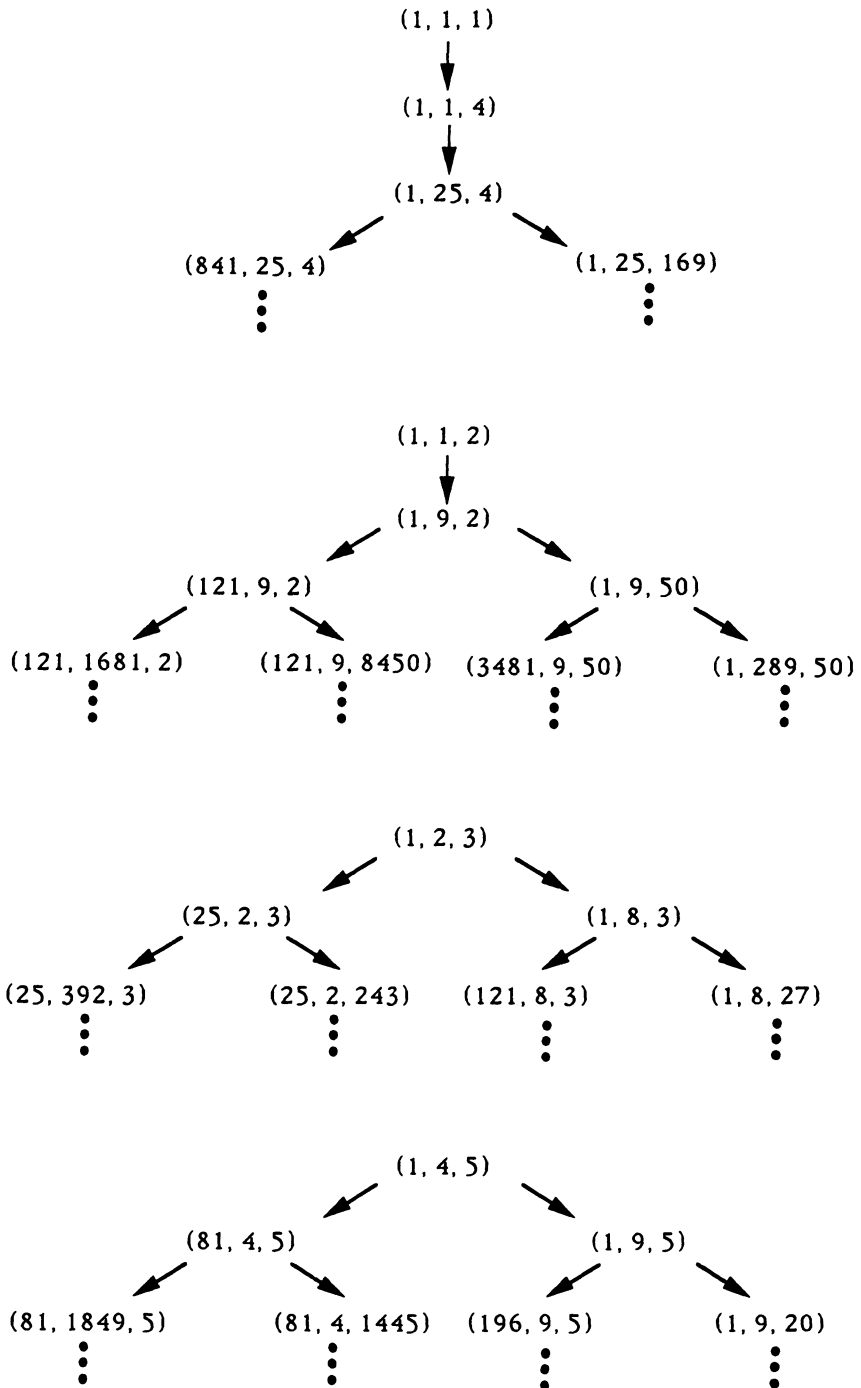 (1, 1, 1)
(1, 1, 4)
(1, 25, 4)
(841, 25, 4) (1, 25, 169)
(1, 1, 2)
(1, 9, 2)
(121, 9, 2) (1, 9, 50)
(121, 1681, 2) (121, 9, 8450) (3481, 9, 50) (1, 289, 50)
(1, 2, 3)
(25, 2, 3) (1, 8, 3)
(25, 392, 3) (25, 2, 243) (121, 8, 3) (1, 8, 27)
(1, 4, 5)
(81, 4, 5) (1, 9, 5)
(81, 1849, 5) (81, 4, 1445) (196, 9, 5) (1, 9, 20)